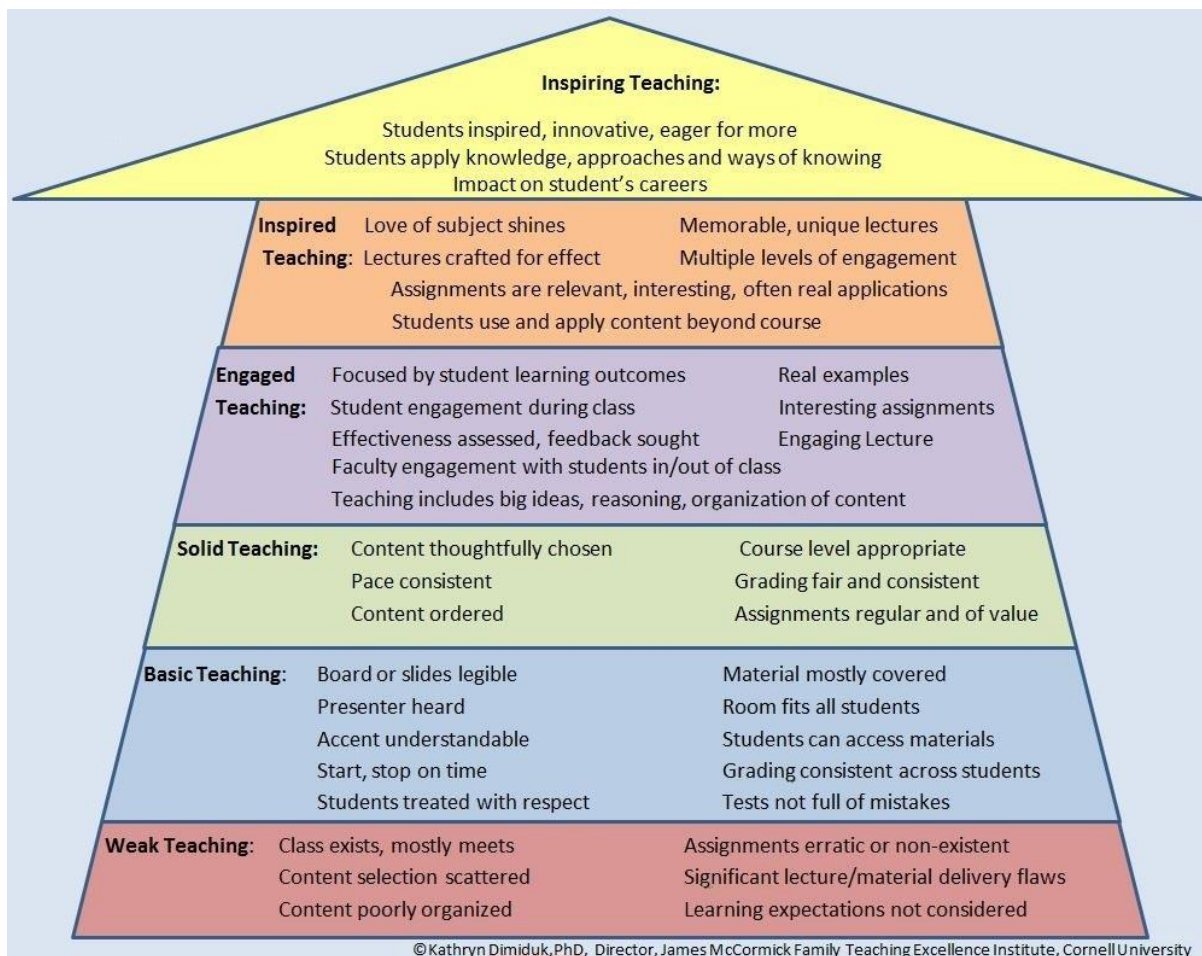 Inspiring Teaching:
Students inspired, innovative, eager for more
Students apply knowledge, approaches and ways of knowing
Impact on student's careers
Inspired Love of subject shines Memorable, unique lectures
Teaching: Lectures crafted for effect Multiple levels of engagement
Assignments are relevant, interesting, often real applications
Students use and apply content beyond course
Engaged Focused by student learning outcomes Real examples
Teaching: Student engagement during class Interesting assignments
Effectiveness assessed, feedback sought Engaging Lecture
Faculty engagement with students in/out of class
Teaching includes big ideas, reasoning, organization of content
Solid Teaching: Content thoughtfully chosen Course level appropriate
Pace consistent Grading fair and consistent
Content ordered Assignments regular and of value
Basic Teaching: Board or slides legible Material mostly covered
Presenter heard Room fits all students
Accent understandable Students can access materials
Start, stop on time Grading consistent across students
Students treated with respect Tests not full of mistakes
Weak Teaching: Class exists, mostly meets Assignments erratic or non-existent
Content selection scattered Significant lecture/material delivery flaws
Content poorly organized Learning expectations not considered
©Kathryn Dimiduk,PhD, Director, James McCormick Family Teaching Excellence Institute, Cornell University